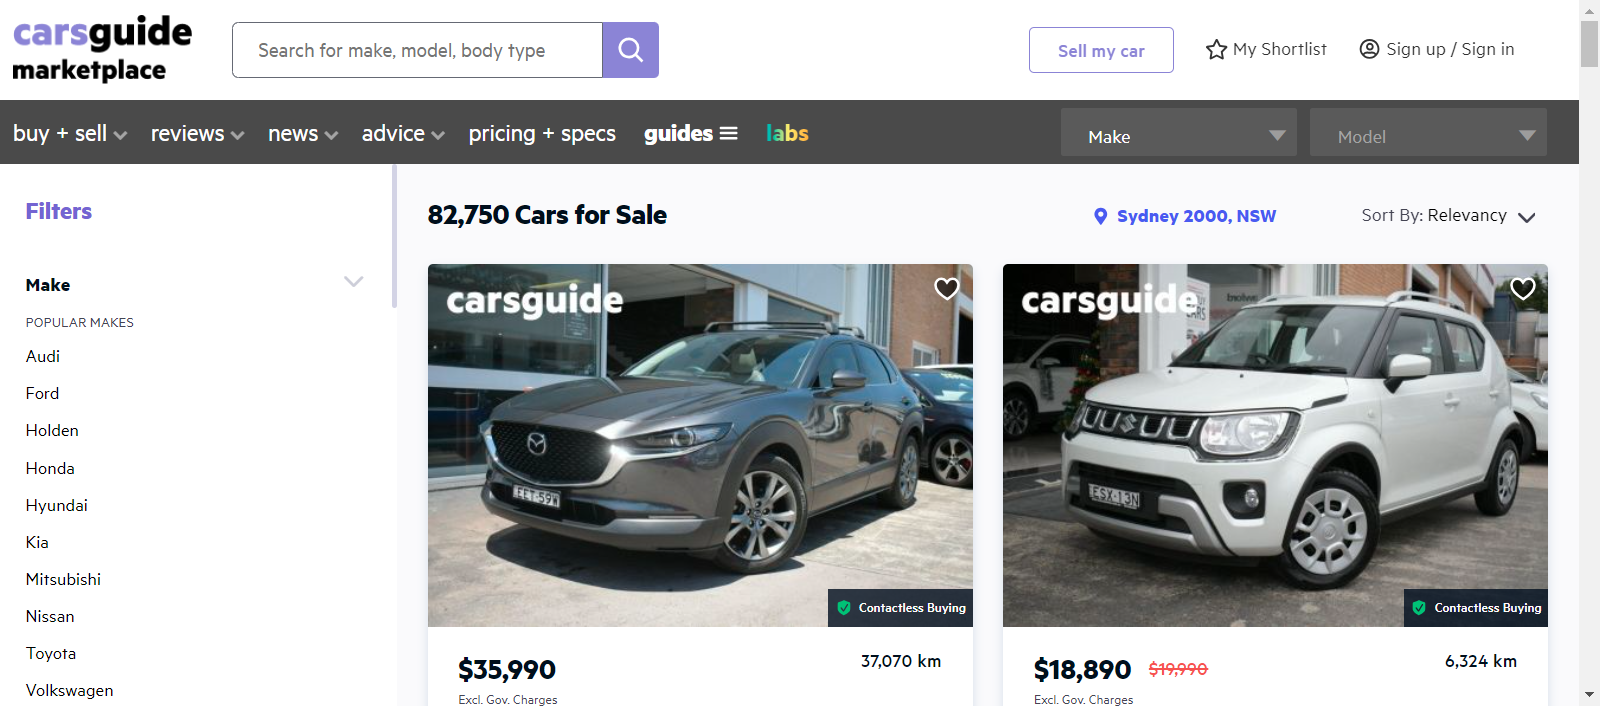 carsguide
marketplace
Search for make, model, body type
Sell my car
My Shortlist
Sign up / Sign in
buy + sell
reviews
news
advice
pricing + specs
guides
labs
Make
Model
Filters
Make
POPULAR MAKES
Audi
Ford
Holden
Honda
Hyundai
Kia
Mitsubishi
Nissan
Toyota
Volkswagen
82,750 Cars for Sale
Sydney 2000, NSW
Sort By: Relevancy
carsguide
EET-59W
Contactless Buying
$35,990
37,070 km
Excl. Gov. Charges
carsguide
ESX-13N
Contactless Buying
$18,890 $19,990
6,324 km
Excl. Gov. Charges